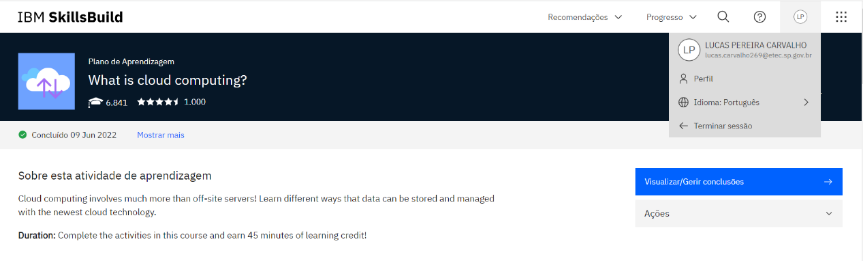 IBM SkillsBuild
Recomendações
Progresso
LP
Plano de Aprendizagem
What is cloud computing?
6.841
1.000
LP
LUCAS PEREIRA CARVALHO
lucas.carvalho269@etec.sp.gov.br
Perfil
Idioma: Português
Terminar sessão
Concluído 09 Jun 2022 Mostrar mais
Sobre esta atividade de aprendizagem
Cloud computing involves much more than off-site servers! Learn different ways that data can be stored and managed
with the newest cloud technology.
Duration: Complete the activities in this course and earn 45 minutes of learning credit!
Visualizar/Gerir conclusões
Ações